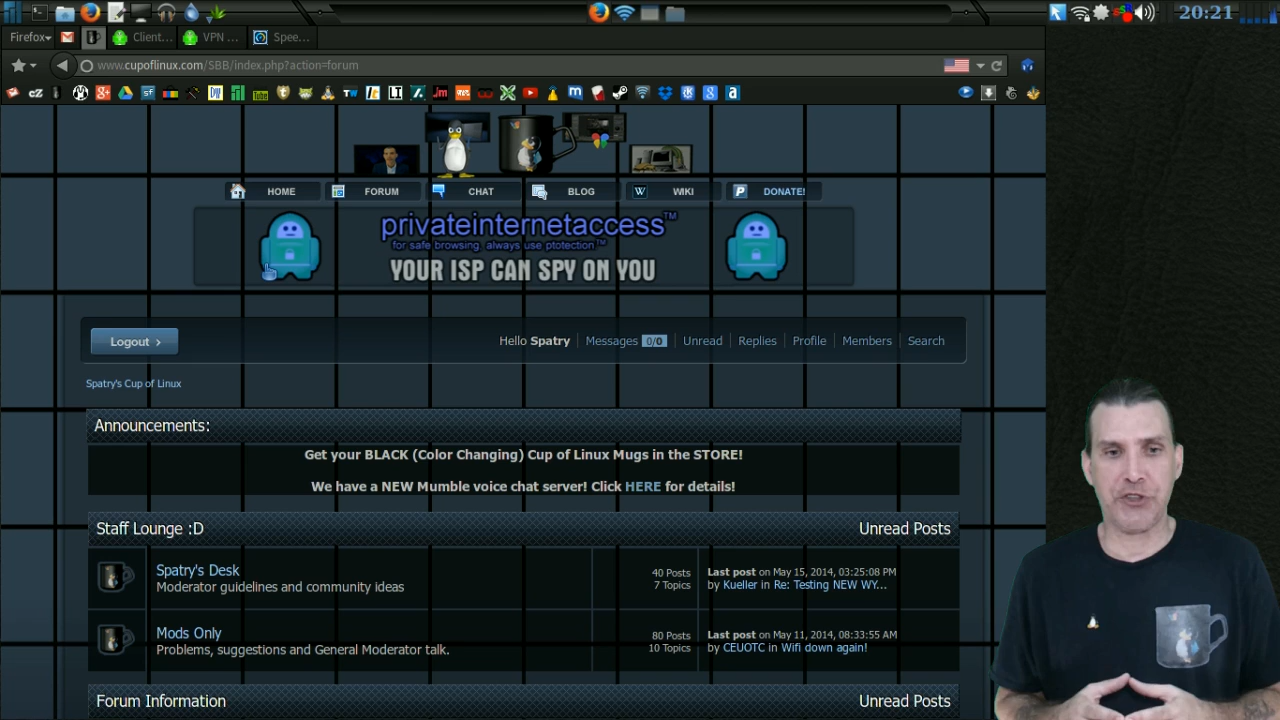 20:21
Firefox
Client...
VPN ...
Spee...
www.cupoflinux.com/SBB/index.php?action=forum
HOME
FORUM
CHAT
BLOG
WIKI
DONATE!
privateinternetaccess™
for safe browsing, always use ptotection™
YOUR ISP CAN SPY ON YOU
Logout ›
Hello Spatry
Messages 0/0
Unread
Replies
Profile
Members
Search
Spatry's Cup of Linux
Announcements:
Get your BLACK (Color Changing) Cup of Linux Mugs in the STORE!
We have a NEW Mumble voice chat server! Click HERE for details!
Staff Lounge :D
Unread Posts
Spatry's Desk
Moderator guidelines and community ideas
40 Posts
7 Topics
Last post on May 15, 2014, 03:25:08 PM
by Kueller in Re: Testing NEW WY...
Mods Only
Problems, suggestions and General Moderator talk.
80 Posts
10 Topics
Last post on May 11, 2014, 08:33:55 AM
by CEUOTC in Wifi down again!
Forum Information
Unread Posts